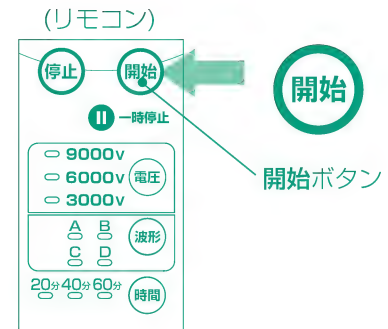 (リモコン)
停止 開始
一時停止
9000v
6000v 電圧
3000v
A B
波形
C D
20分 40分 60分
時間
開始
開始ボタン